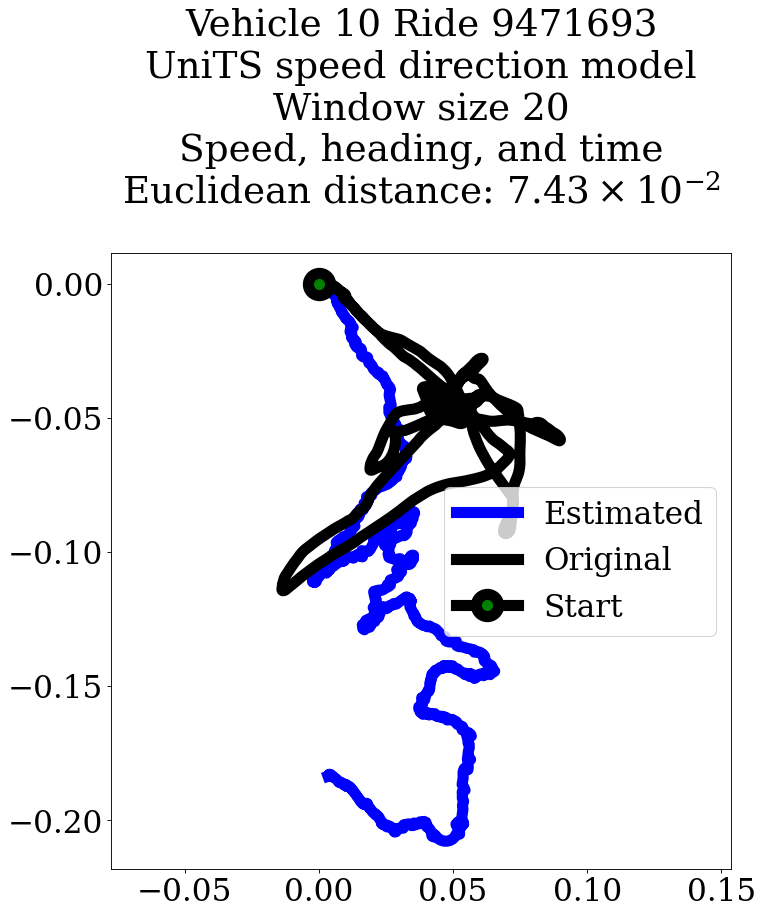 Vehicle 10 Ride 9471693
UniTS speed direction model
Window size 20
Speed, heading, and time
Euclidean distance: 7.43 × 10⁻²
0.00
−0.05
−0.10
−0.15
−0.20
Estimated
Original
Start
−0.05 0.00 0.05 0.10 0.15